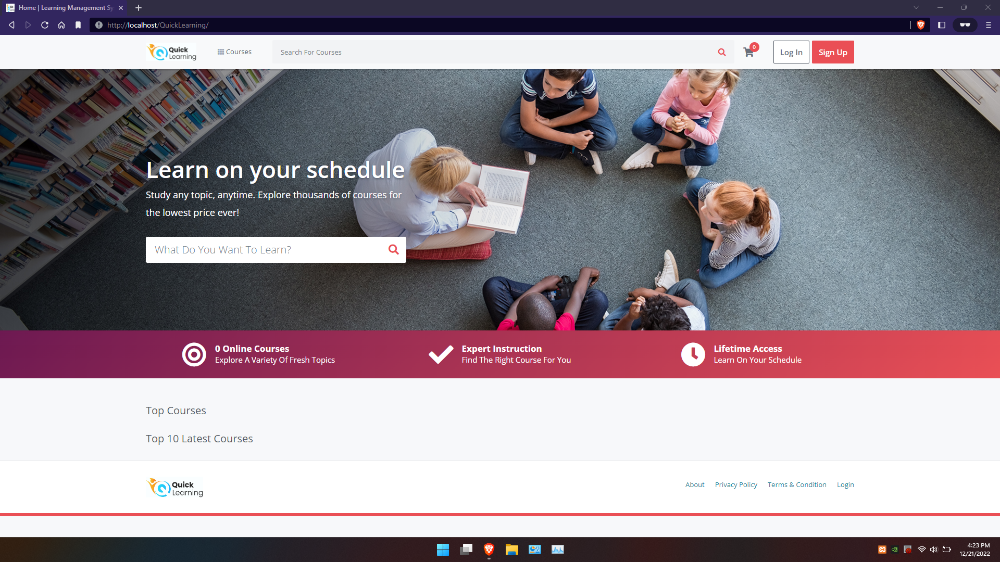 Home | Learning Management Sy
http://localhost/QuickLearning/
Quick
Learning
Courses
Search For Courses
0
Log In
Sign Up
Learn on your schedule
Study any topic, anytime. Explore thousands of courses for
the lowest price ever!
What Do You Want To Learn?
0 Online Courses
Explore A Variety Of Fresh Topics
Expert Instruction
Find The Right Course For You
Lifetime Access
Learn On Your Schedule
Top Courses
Top 10 Latest Courses
Quick
Learning
About
Privacy Policy
Terms & Condition
Login
4:23 PM
12/21/2022